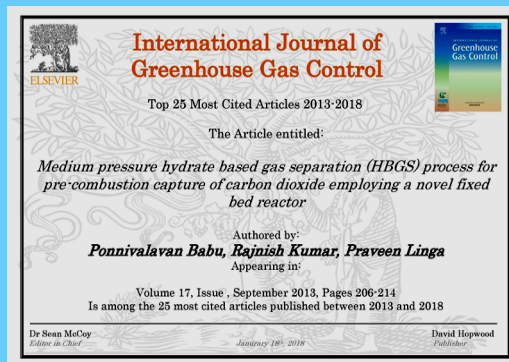 ELSEVIER
International Journal of
Greenhouse Gas Control
INTERNATIONAL JOURNAL OF
Greenhouse
Gas Control
Top 25 Most Cited Articles 2013-2018
The Article entitled:
Medium pressure hydrate based gas separation (HBGS) process for
pre-combustion capture of carbon dioxide employing a novel fixed
bed reactor
Authored by:
Ponnivalavan Babu, Rajnish Kumar, Praveen Linga
Appearing in:
Volume 17, Issue , September 2013, Pages 206-214
Is among the 25 most cited articles published between 2013 and 2018
Dr Sean McCoy
Editor in Chief
January 18th, 2018
David Hopwood
Publisher